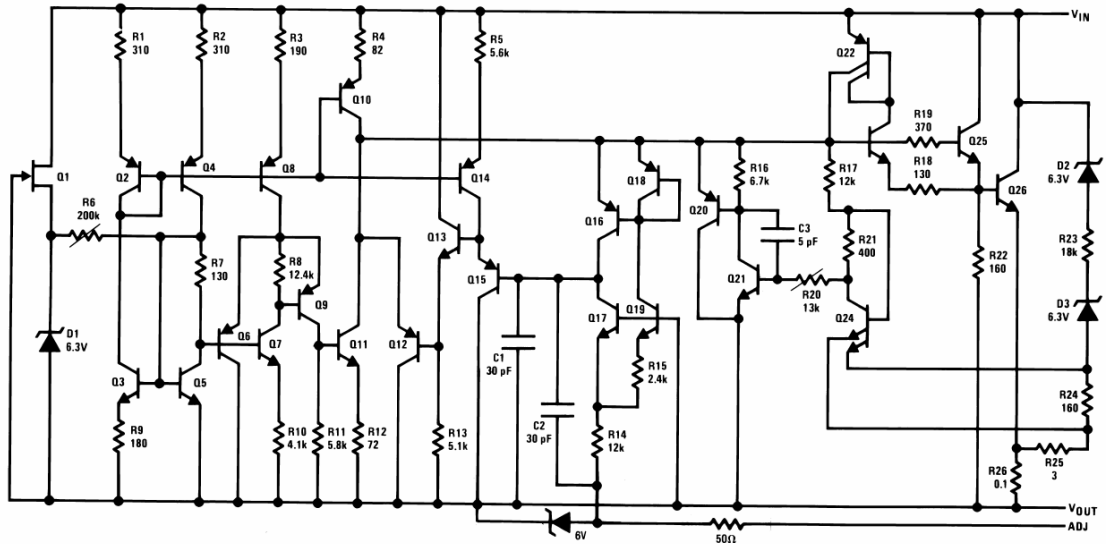 R1
310
R2
310
R3
190
R4
82
R5
5.6k
VIN
Q22
Q10
R19
370
Q25
Q1
Q2
Q4
Q8
Q14
Q18
R16
6.7k
R17
12k
R18
130
Q26
D2
6.3V
R6
200k
Q13
Q16
Q20
C3
5 pF
R21
400
R23
18k
R7
130
R8
12.4k
Q9
Q15
Q21
R20
13k
R22
160
D1
6.3V
Q6
Q7
Q11
Q12
Q17
Q19
Q24
D3
6.3V
Q3
Q5
C1
30 pF
R15
2.4k
R24
160
R9
180
R10
4.1k
R11
5.8k
R12
72
R13
5.1k
C2
30 pF
R14
12k
R26
0.1
R25
3
VOUT
6V
50Ω
ADJ